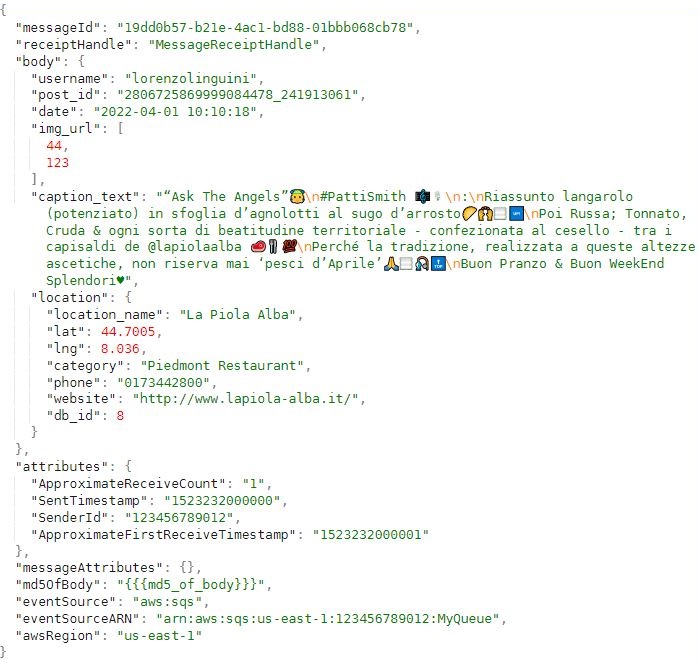 {
"messageId": "19dd0b57-b21e-4ac1-bd88-01bbb068cb78",
"receiptHandle": "MessageReceiptHandle",
"body": {
"username": "lorenzolinguini",
"post_id": "2806725869999084478_241913061",
"date": "2022-04-01 10:10:18",
"img_url": [
44,
123
],
"caption_text": "“Ask The Angels”😇\n#PattiSmith 🎼🎙\n:\nRiassunto langarolo
(potenziato) in sfoglia d’agnolotti al sugo d’arrosto\nPoi Russa; Tonnato,
Cruda & ogni sorta di beatitudine territoriale - confezionata al cesello - tra i
capisaldi de @lapiolaalba 🥩🍴\nPerché la tradizione, realizzata a queste altezze
ascetiche, non riserva mai ‘pesci d’Aprile’🙏🔝\nBuon Pranzo & Buon WeekEnd
Splendori♥",
"location": {
"location_name": "La Piola Alba",
"lat": 44.7005,
"lng": 8.036,
"category": "Piedmont Restaurant",
"phone": "0173442800",
"website": "http://www.lapiola-alba.it/",
"db_id": 8
}
},
"attributes": {
"ApproximateReceiveCount": "1",
"SentTimestamp": "1523232000000",
"SenderId": "123456789012",
"ApproximateFirstReceiveTimestamp": "1523232000001"
},
"messageAttributes": {},
"md5OfBody": "{{{md5_of_body}}}",
"eventSource": "aws:sqs",
"eventSourceARN": "arn:aws:sqs:us-east-1:123456789012:MyQueue",
"awsRegion": "us-east-1"
}